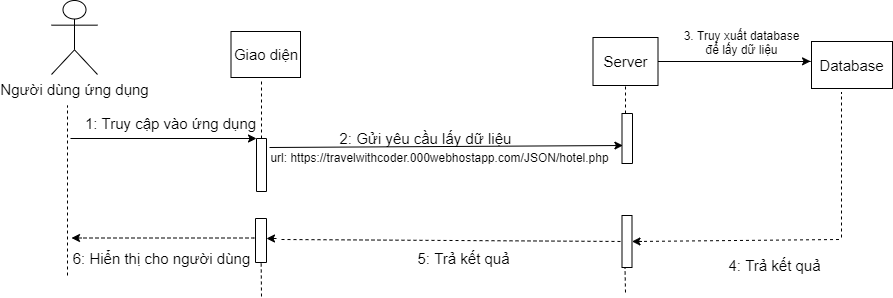 Người dùng ứng dụng
Giao diện
Server
3. Truy xuất database
để lấy dữ liệu
Database
1: Truy cập vào ứng dụng
2: Gửi yêu cầu lấy dữ liệu
url: https://travelwithcoder.000webhostapp.com/JSON/hotel.php
6: Hiển thị cho người dùng
5: Trả kết quả
4: Trả kết quả